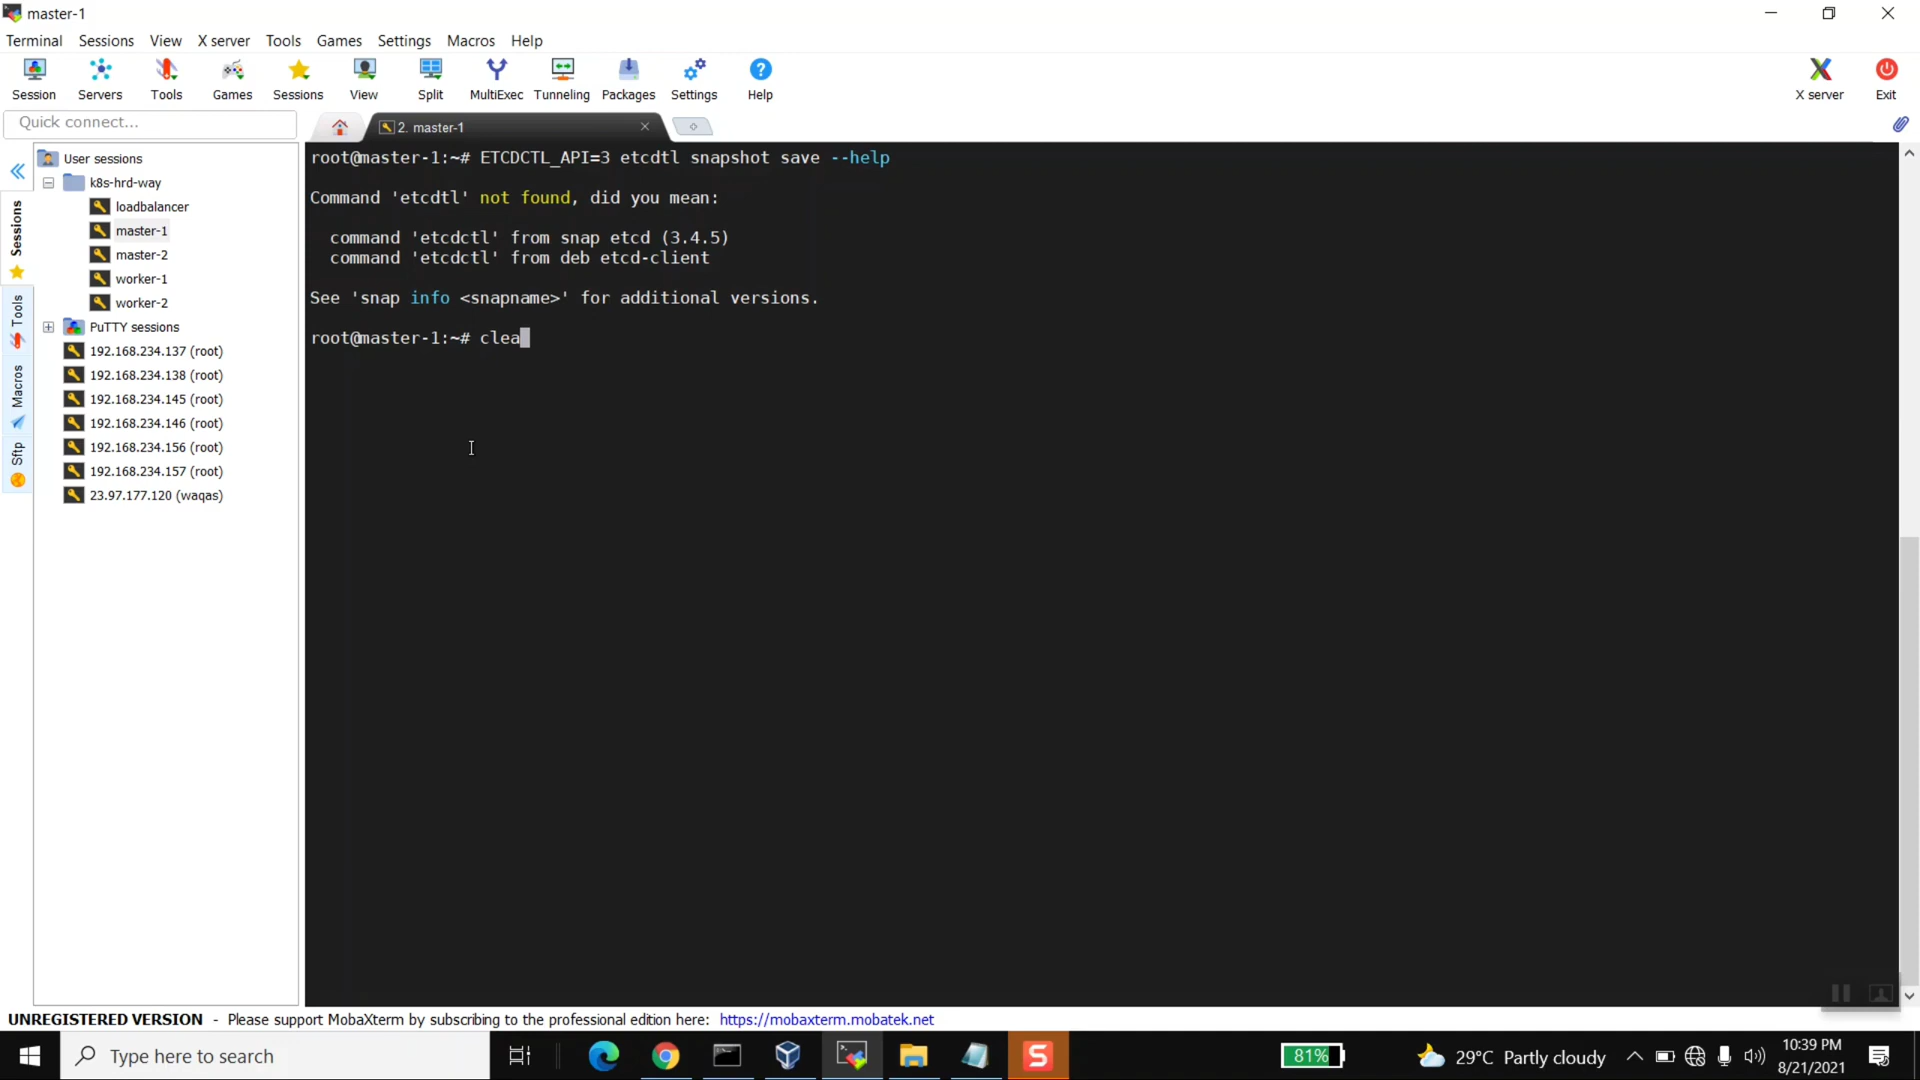 master-1
Terminal Sessions View X server Tools Games Settings Macros Help
Session Servers Tools Games Sessions View Split MultiExec Tunneling Packages Settings Help X server Exit
Quick connect...
2. master-1
User sessions
k8s-hrd-way
loadbalancer
master-1
master-2
worker-1
worker-2
PuTTY sessions
192.168.234.137 (root)
192.168.234.138 (root)
192.168.234.145 (root)
192.168.234.146 (root)
192.168.234.156 (root)
192.168.234.157 (root)
23.97.177.120 (waqas)
Sessions
Tools
Macros
Sftp
root@master-1:~# ETCDCTL_API=3 etcdtl snapshot save --help
Command 'etcdtl' not found, did you mean:
command 'etcdctl' from snap etcd (3.4.5)
command 'etcdctl' from deb etcd-client
See 'snap info <snapname>' for additional versions.
root@master-1:~# clea
UNREGISTERED VERSION - Please support MobaXterm by subscribing to the professional edition here: https://mobaxterm.mobatek.net
Type here to search
81%
29°C Partly cloudy
10:39 PM
8/21/2021